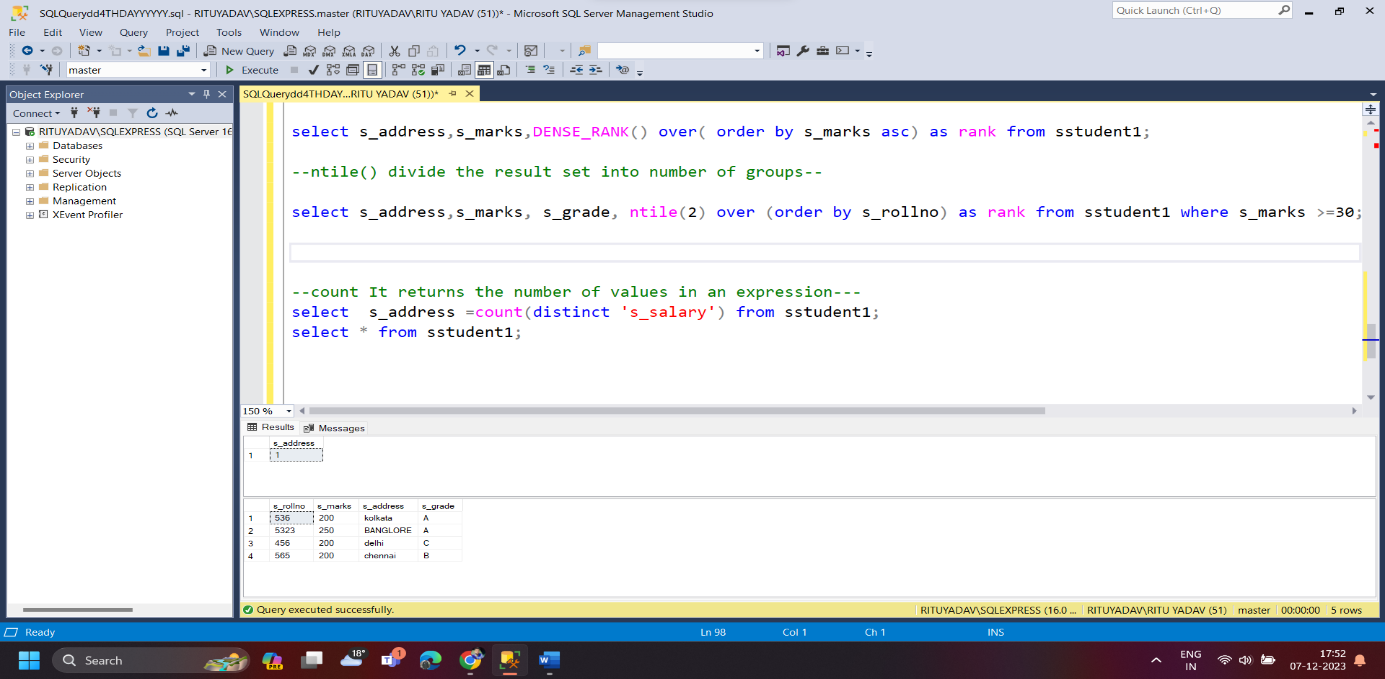 SQLQuerydd4THDAYYYYYY.sql - RITUYADAV\SQLEXPRESS.master (RITUYADAV\RITU YADAV (51))* - Microsoft SQL Server Management Studio
Quick Launch (Ctrl+Q)
File Edit View Query Project Tools Window Help
New Query
MDX DMX XMLA DAX
master
Execute
Object Explorer
SQLQuerydd4THDAY...RITU YADAV (51))*
Connect
RITUYADAV\SQLEXPRESS (SQL Server 16
Databases
Security
Server Objects
Replication
Management
XEvent Profiler
select s_address,s_marks,DENSE_RANK() over( order by s_marks asc) as rank from sstudent1;
--ntile() divide the result set into number of groups--
select s_address,s_marks, s_grade, ntile(2) over (order by s_rollno) as rank from sstudent1 where s_marks >=30;
--count It returns the number of values in an expression---
select  s_address =count(distinct 's_salary') from sstudent1;
select * from sstudent1;
150 %
Results Messages
s_address
1 1
s_rollno s_marks s_address s_grade
1 536 200 kolkata A
2 5323 250 BANGLORE A
3 456 200 delhi C
4 565 200 chennai B
Query executed successfully.
RITUYADAV\SQLEXPRESS (16.0 ... RITUYADAV\RITU YADAV (51) master 00:00:00 5 rows
Ready
Ln 98 Col 1 Ch 1 INS
Search
PRE
18°
1
W
ENG
IN
17:52
07-12-2023